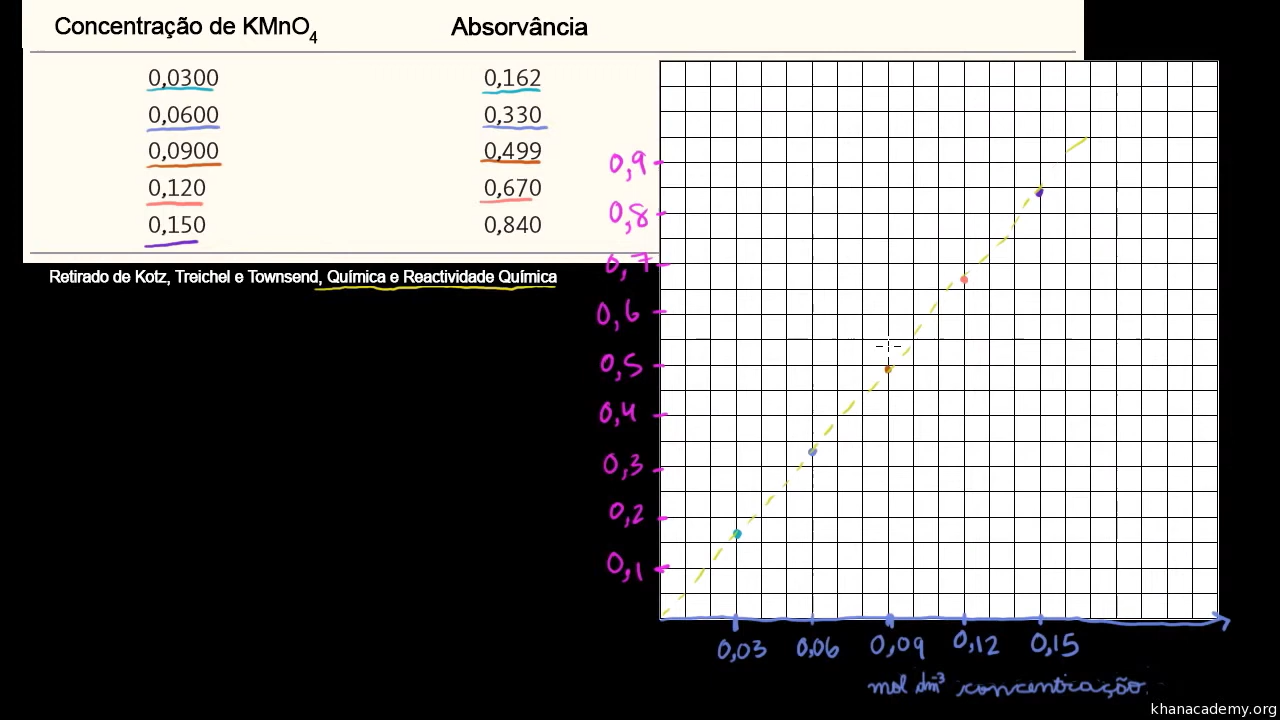 Concentração de KMnO4 Absorvância
0,0300 0,162
0,0600 0,330
0,0900 0,499
0,120 0,670
0,150 0,840
Retirado de Kotz, Treichel e Townsend, Química e Reactividade Química
0,9
0,8
0,7
0,6
0,5
0,4
0,3
0,2
0,1
0,03 0,06 0,09 0,12 0,15
mol dm-3 concentração
khanacademy.org